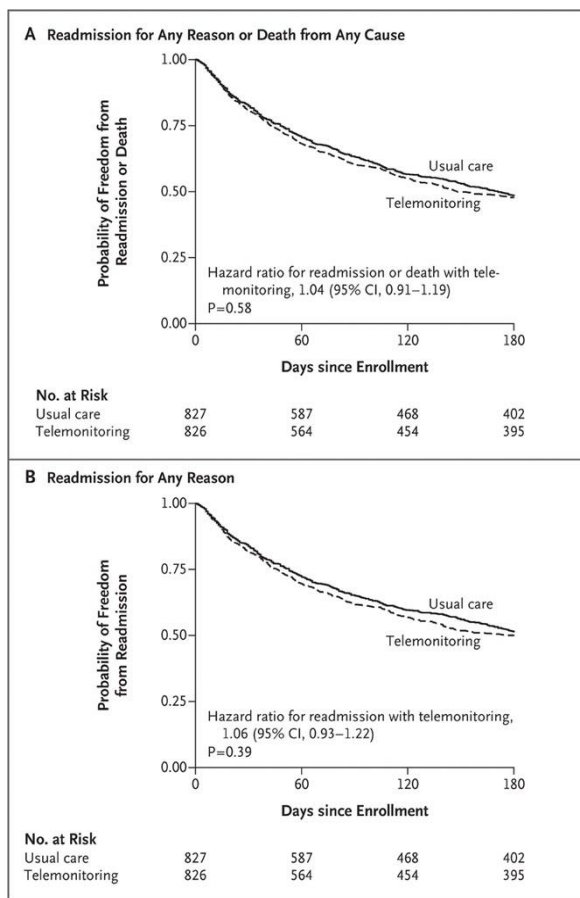 A Readmission for Any Reason or Death from Any Cause
Probability of Freedom from
Readmission or Death
1.00
0.75
0.50
0.25
0.00
Usual care
Telemonitoring
Hazard ratio for readmission or death with tele-
monitoring, 1.04 (95% CI, 0.91–1.19)
P=0.58
0 60 120 180
Days since Enrollment
No. at Risk
Usual care 827 587 468 402
Telemonitoring 826 564 454 395
B Readmission for Any Reason
Probability of Freedom
from Readmission
1.00
0.75
0.50
0.25
0.00
Usual care
Telemonitoring
Hazard ratio for readmission with telemonitoring,
1.06 (95% CI, 0.93–1.22)
P=0.39
0 60 120 180
Days since Enrollment
No. at Risk
Usual care 827 587 468 402
Telemonitoring 826 564 454 395